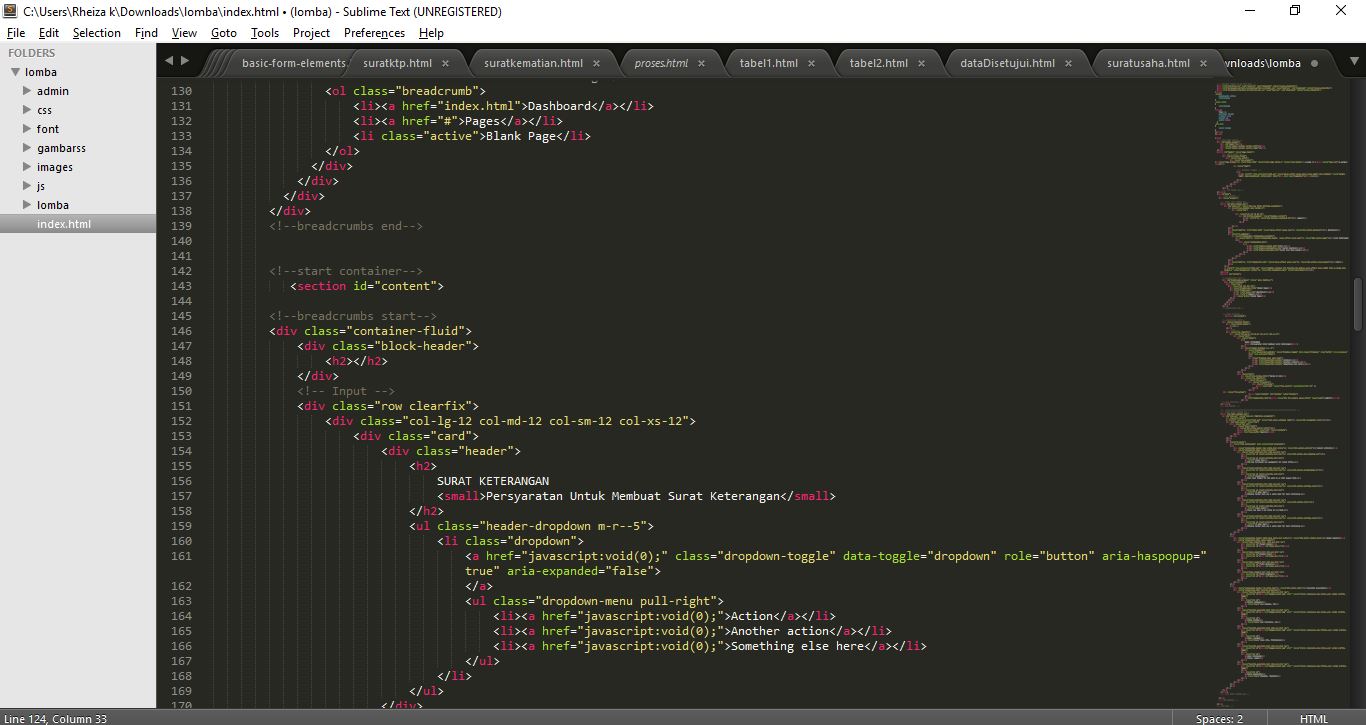 C:\Users\Rheiza k\Downloads\lomba\index.html • (lomba) - Sublime Text (UNREGISTERED)
File Edit Selection Find View Goto Tools Project Preferences Help
FOLDERS
lomba
admin
css
font
gambarss
images
js
lomba
index.html
basic-form-elements. suratktp.html × suratkematian.html × proses.html × tabel1.html × tabel2.html × dataDisetujui.html × suratusaha.html × wnloads\lomba •
130 <ol class="breadcrumb">
131 <li><a href="index.html">Dashboard</a></li>
132 <li><a href="#">Pages</a></li>
133 <li class="active">Blank Page</li>
134 </ol>
135 </div>
136 </div>
137 </div>
138 </div>
139 <!--breadcrumbs end-->
140
141
142 <!--start container-->
143 <section id="content">
144
145 <!--breadcrumbs start-->
146 <div class="container-fluid">
147 <div class="block-header">
148 <h2></h2>
149 </div>
150 <!-- Input -->
151 <div class="row clearfix">
152 <div class="col-lg-12 col-md-12 col-sm-12 col-xs-12">
153 <div class="card">
154 <div class="header">
155 <h2>
156 SURAT KETERANGAN
157 <small>Persyaratan Untuk Membuat Surat Keterangan</small>
158 </h2>
159 <ul class="header-dropdown m-r--5">
160 <li class="dropdown">
161 <a href="javascript:void(0);" class="dropdown-toggle" data-toggle="dropdown" role="button" aria-haspopup="
true" aria-expanded="false">
162 </a>
163 <ul class="dropdown-menu pull-right">
164 <li><a href="javascript:void(0);">Action</a></li>
165 <li><a href="javascript:void(0);">Another action</a></li>
166 <li><a href="javascript:void(0);">Something else here</a></li>
167 </ul>
168 </li>
169 </ul>
170 </div>
Line 124, Column 33 Spaces: 2 HTML